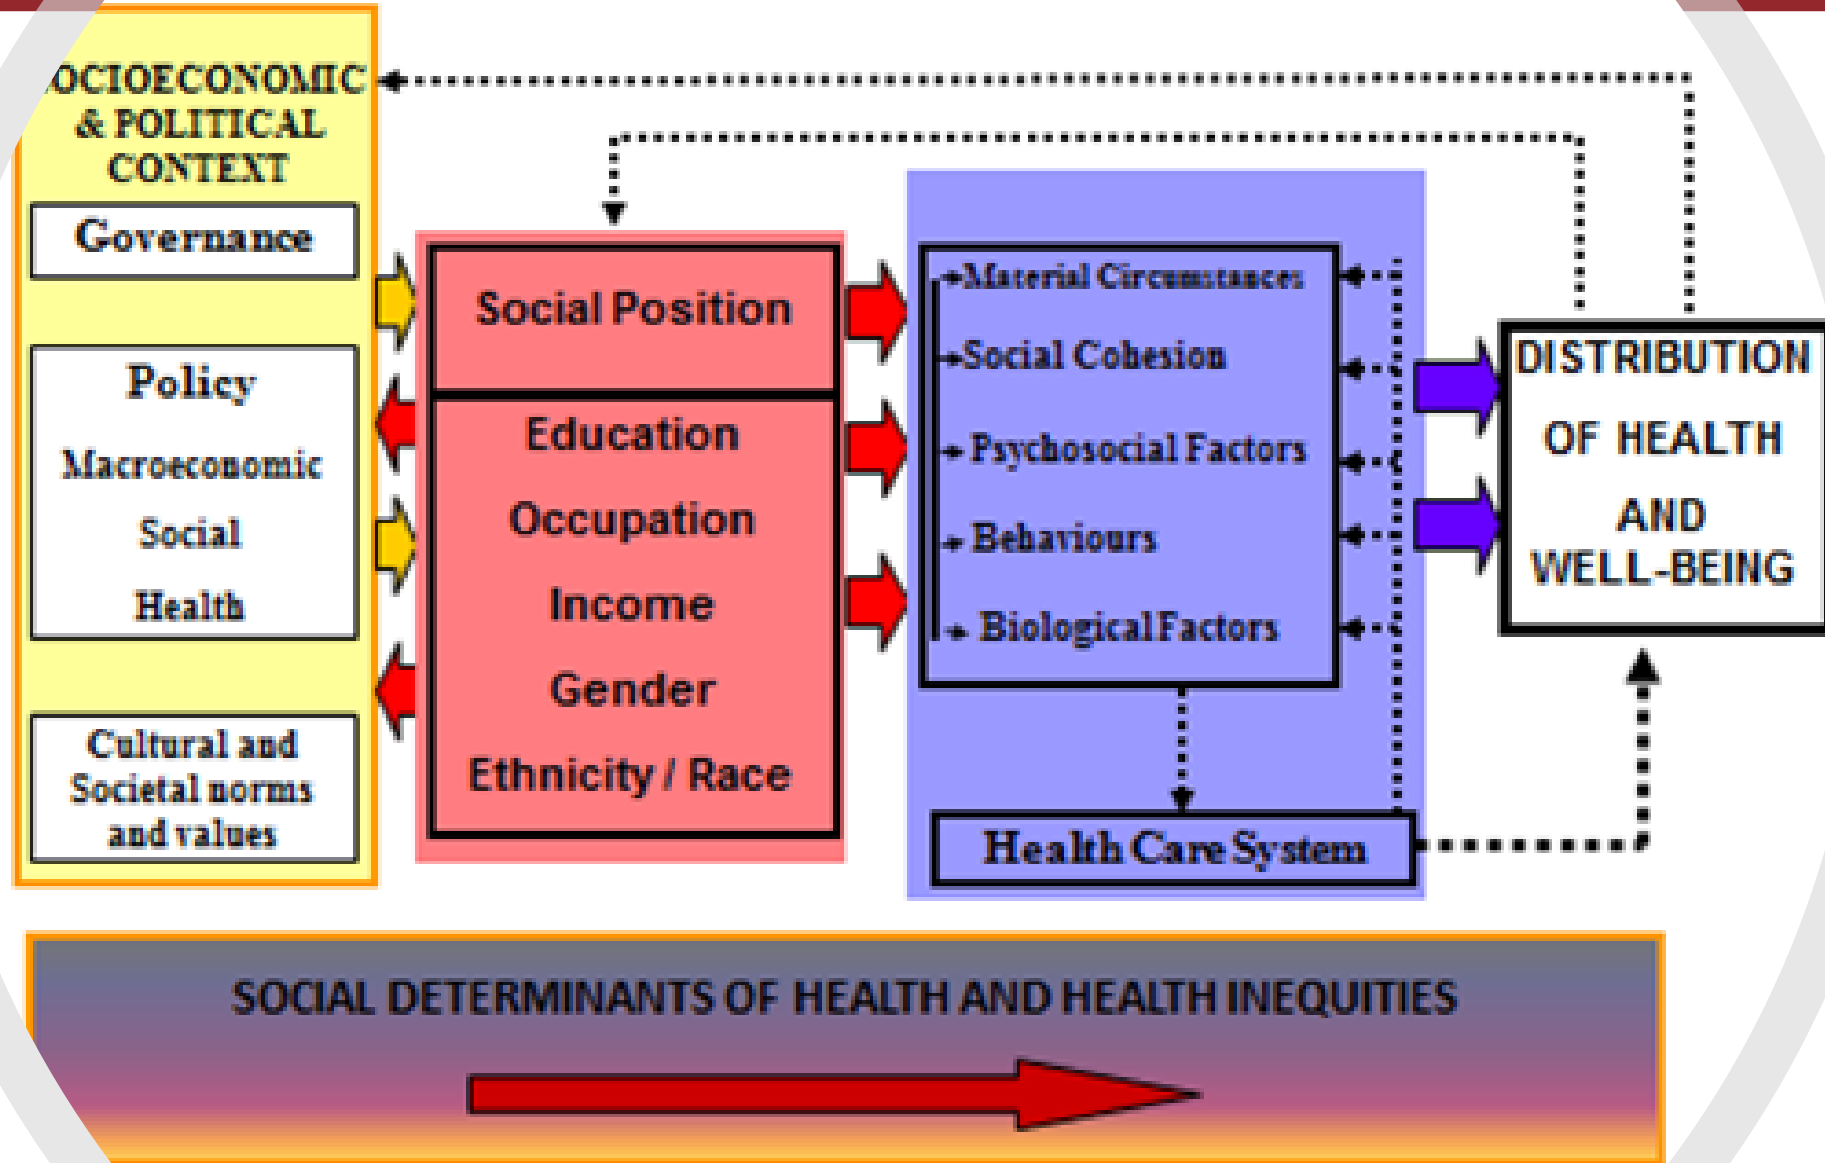 OCIOECONOMIC
& POLITICAL
CONTEXT
Governance
Policy
Macroeconomic
Social
Health
Cultural and
Societal norms
and values
Social Position
Education
Occupation
Income
Gender
Ethnicity / Race
Material Circumstances
Social Cohesion
Psychosocial Factors
Behaviours
Biological Factors
Health Care System
DISTRIBUTION
OF HEALTH
AND
WELL-BEING
SOCIAL DETERMINANTS OF HEALTH AND HEALTH INEQUITIES